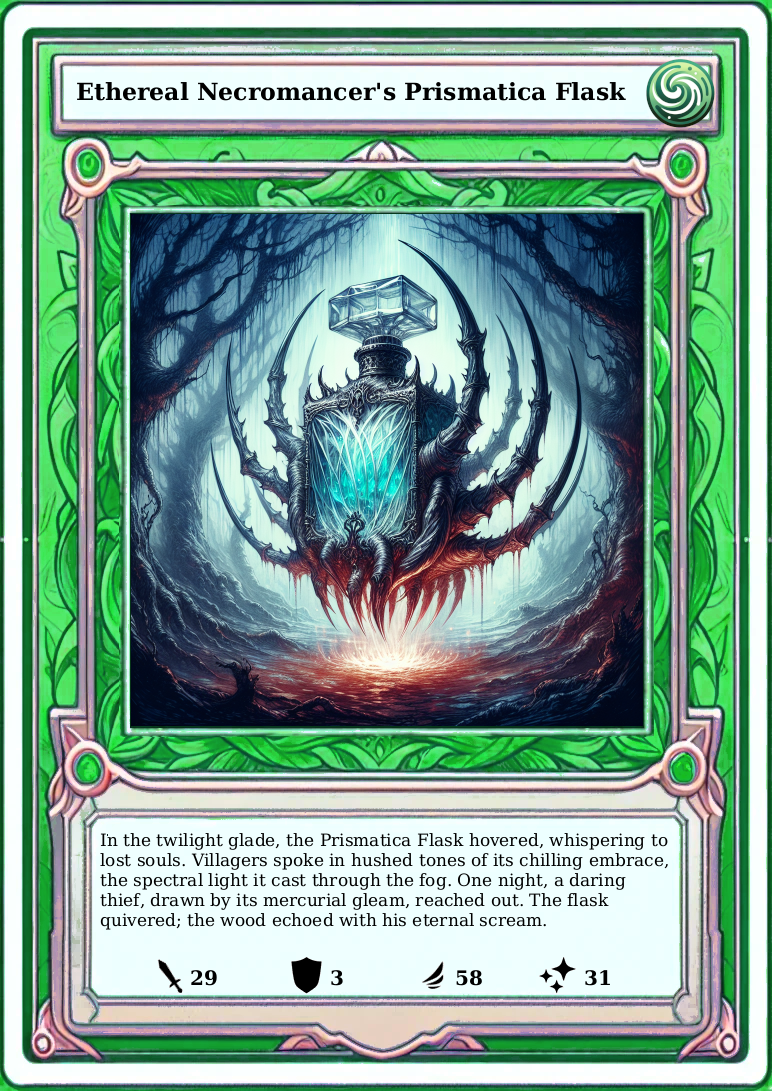 Ethereal Necromancer's Prismatica Flask
In the twilight glade, the Prismatica Flask hovered, whispering to
lost souls. Villagers spoke in hushed tones of its chilling embrace,
the spectral light it cast through the fog. One night, a daring
thief, drawn by its mercurial gleam, reached out. The flask
quivered; the wood echoed with his eternal scream.
29 3 58 31